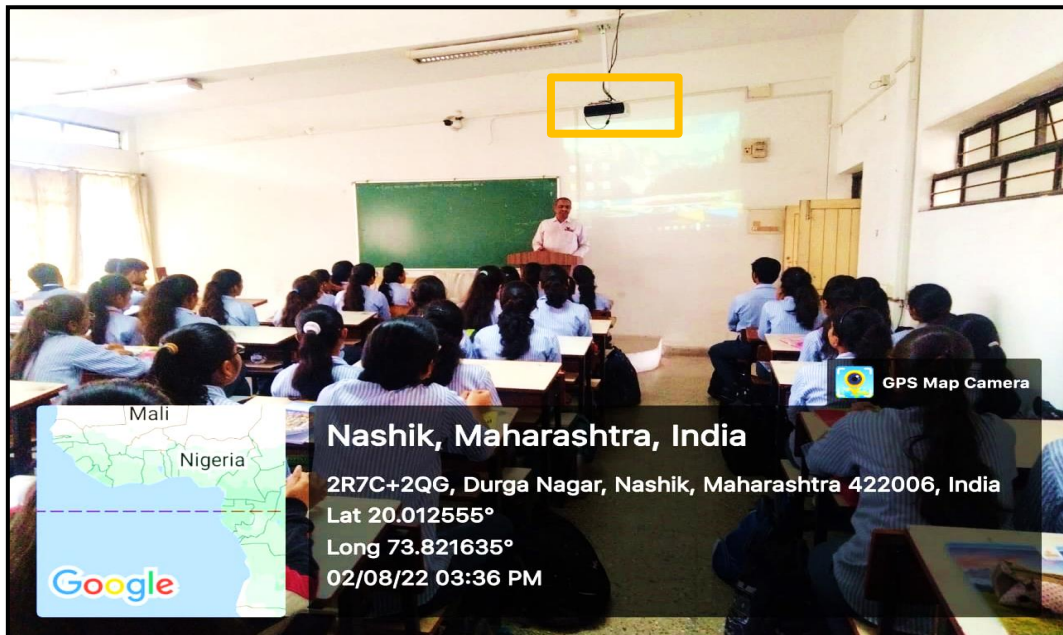 GPS Map Camera
Mali
Nigeria
Google
Nashik, Maharashtra, India
2R7C+2QG, Durga Nagar, Nashik, Maharashtra 422006, India
Lat 20.012555°
Long 73.821635°
02/08/22 03:36 PM